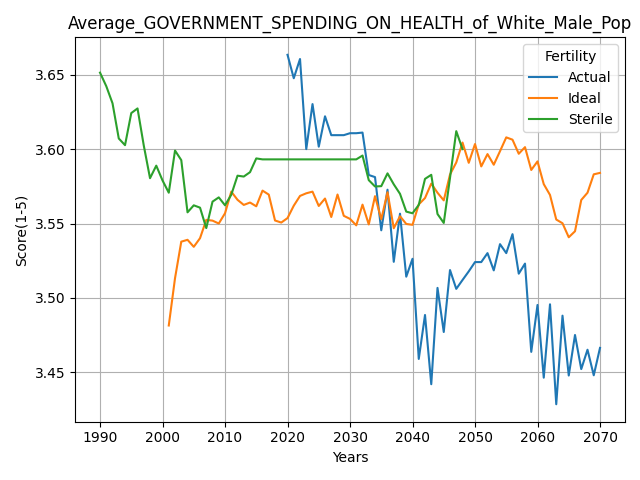 Average_GOVERNMENT_SPENDING_ON_HEALTH_of_White_Male_Pop
Fertility
Actual
Ideal
Sterile
Score(1-5)
3.65
3.60
3.55
3.50
3.45
1990 2000 2010 2020 2030 2040 2050 2060 2070
Years